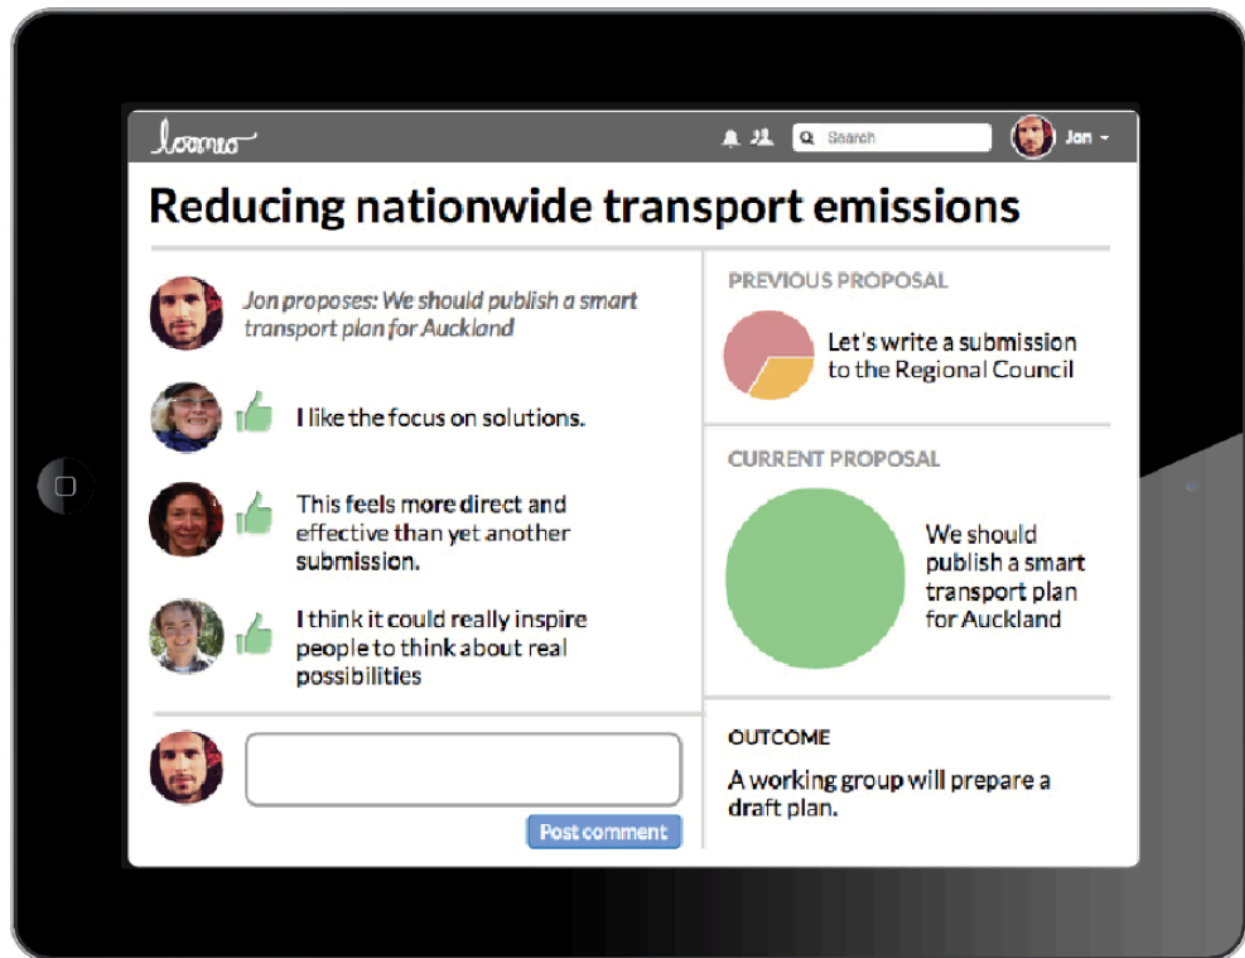 loomio
Search
Jon
Reducing nationwide transport emissions
Jon proposes: We should publish a smart
transport plan for Auckland
I like the focus on solutions.
This feels more direct and
effective than yet another
submission.
I think it could really inspire
people to think about real
possibilities
Post comment
PREVIOUS PROPOSAL
Let's write a submission
to the Regional Council
CURRENT PROPOSAL
We should
publish a smart
transport plan
for Auckland
OUTCOME
A working group will prepare a
draft plan.